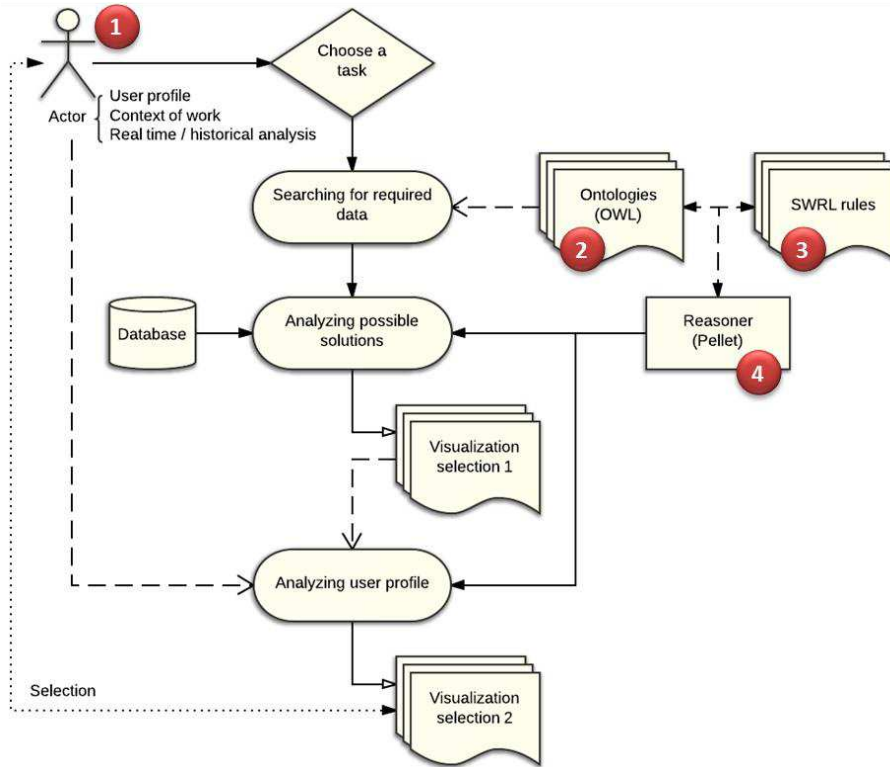 1
Choose a
task
Actor
User profile
Context of work
Real time / historical analysis
Searching for required
data
Ontologies
(OWL)
2
SWRL rules
3
Database
Analyzing possible
solutions
Reasoner
(Pellet)
4
Visualization
selection 1
Analyzing user profile
Selection
Visualization
selection 2